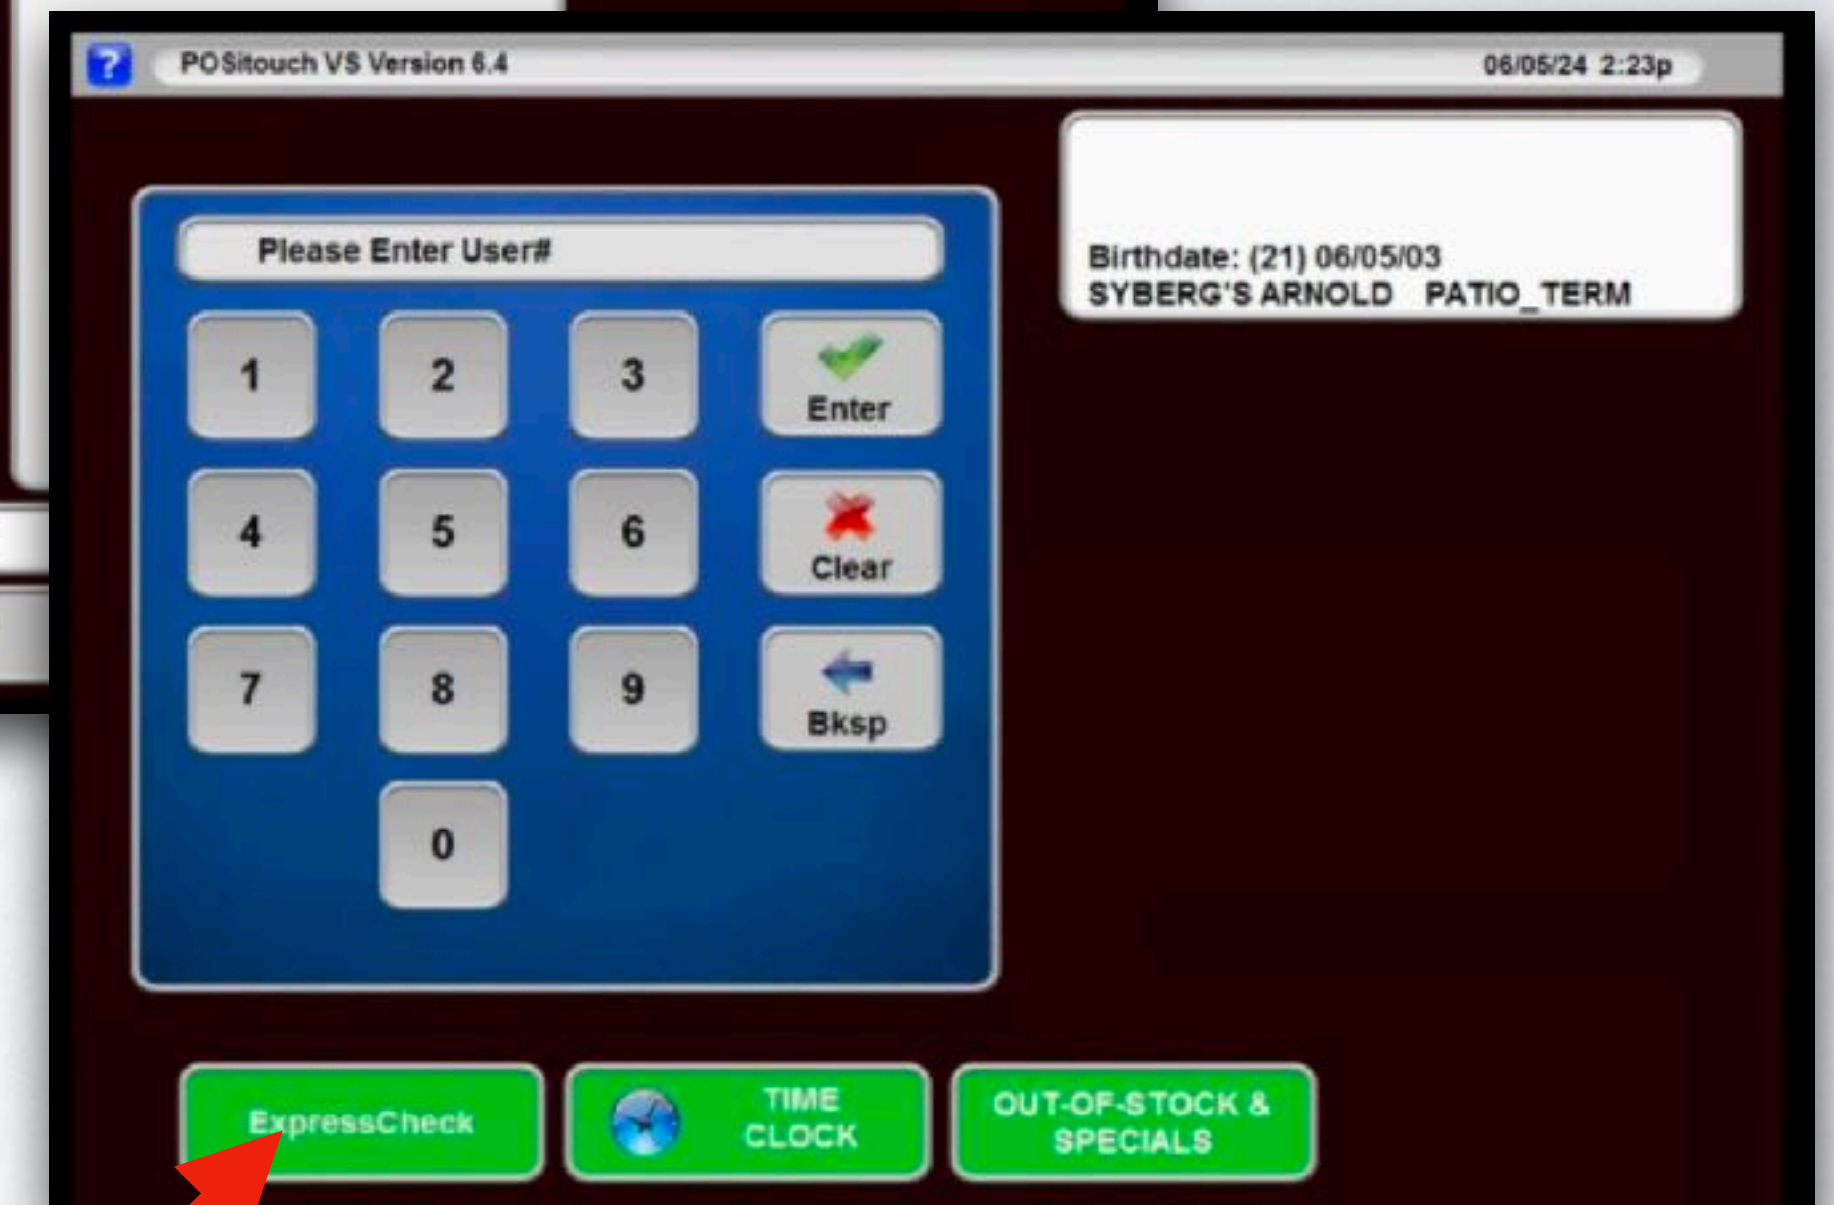 ?
POSitouch VS Version 6.4
06/05/24 2:23p
Birthdate: (21) 06/05/03
SYBERG'S ARNOLD PATIO_TERM
Please Enter User#
1 2 3 Enter
4 5 6 Clear
7 8 9 Bksp
0
ExpressCheck
TIME
CLOCK
OUT-OF-STOCK &
SPECIALS